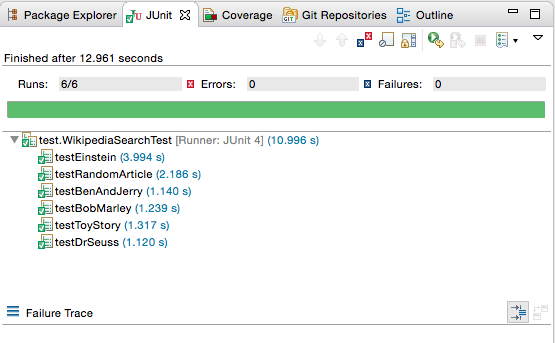 Package Explorer JUnit Coverage Git Repositories Outline
Finished after 12.961 seconds
Runs: 6/6 Errors: 0 Failures: 0
test.WikipediaSearchTest [Runner: JUnit 4] (10.996 s)
testEinstein (3.994 s)
testRandomArticle (2.186 s)
testBenAndJerry (1.140 s)
testBobMarley (1.239 s)
testToyStory (1.317 s)
testDrSeuss (1.120 s)
Failure Trace